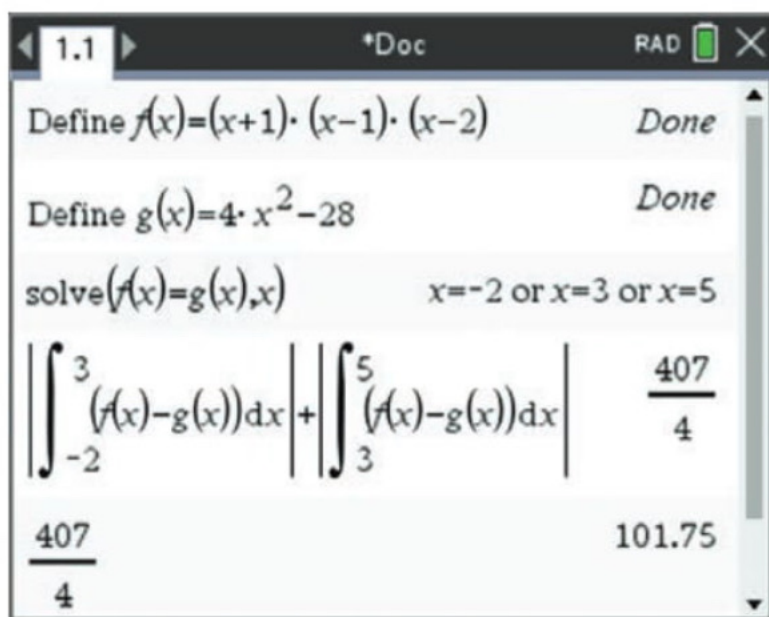 1.1 *Doc RAD
Define f(x)=(x+1)·(x−1)·(x−2) Done
Define g(x)=4·x²−28 Done
solve(f(x)=g(x),x) x=-2 or x=3 or x=5
|∫₋₂³(f(x)−g(x))dx|+|∫₃⁵(f(x)−g(x))dx| 407/4
407/4 101.75